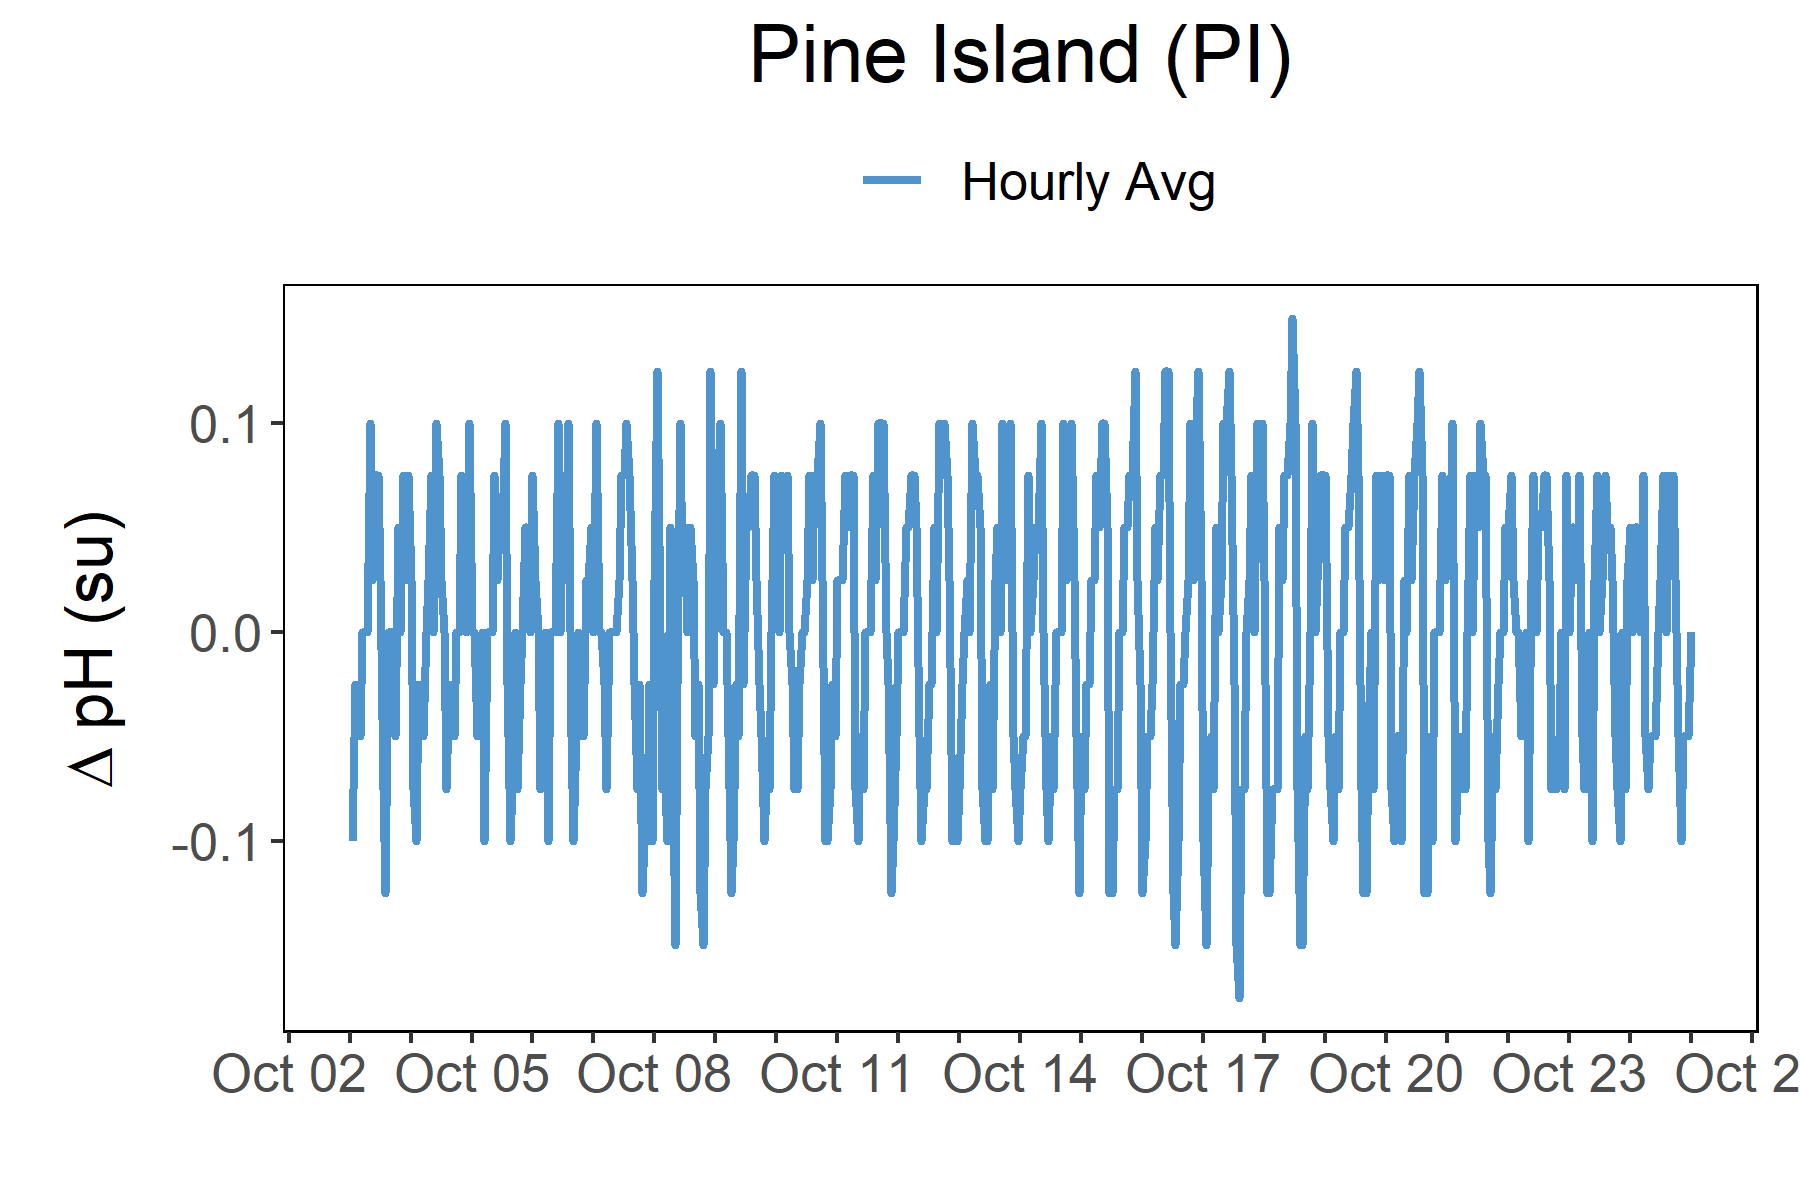 Pine Island (PI)
Hourly Avg
0.1
0.0
-0.1
Δ pH (su)
Oct 02 Oct 05 Oct 08 Oct 11 Oct 14 Oct 17 Oct 20 Oct 23 Oct 2